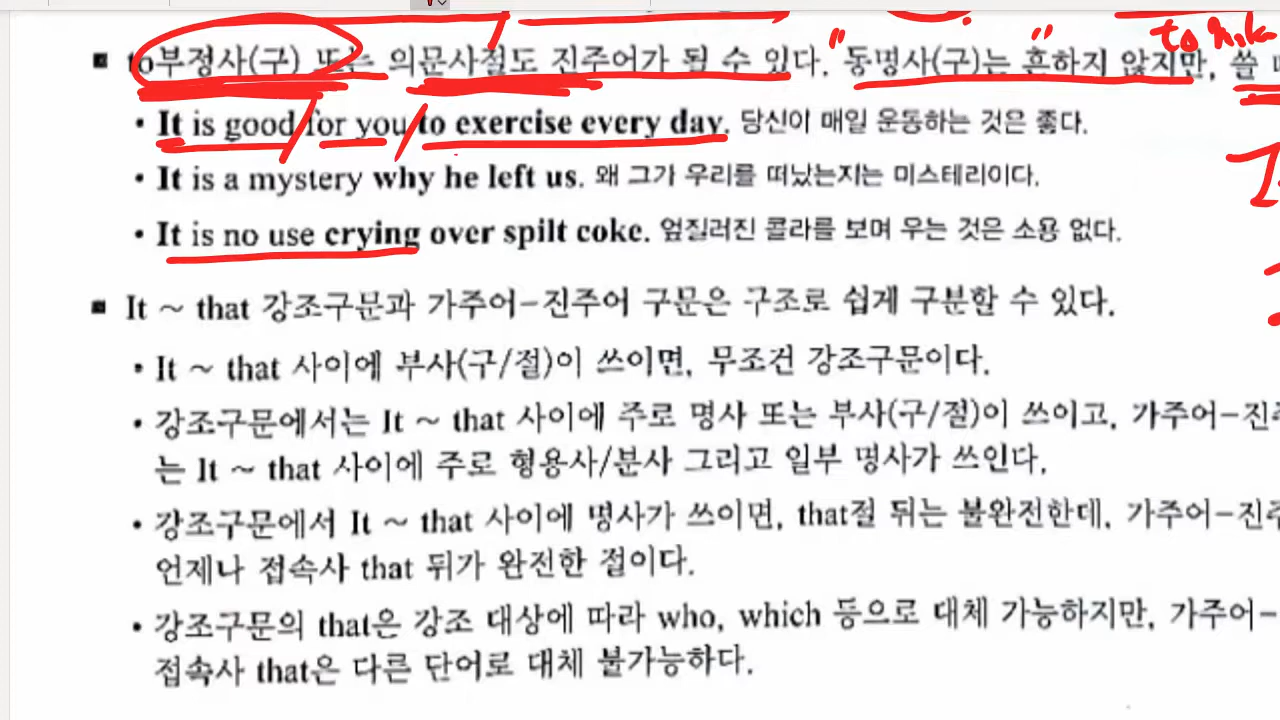 ■ to부정사(구) 또는 의문사절도 진주어가 될 수 있다. 동명사(구)는 흔하지 않지만, 쓸
• It is good for you to exercise every day. 당신이 매일 운동하는 것은 좋다.
• It is a mystery why he left us. 왜 그가 우리를 떠났는지는 미스테리이다.
• It is no use crying over spilt coke. 엎질러진 콜라를 보며 우는 것은 소용 없다.
■ It ~ that 강조구문과 가주어-진주어 구문은 구조로 쉽게 구분할 수 있다.
• It ~ that 사이에 부사(구/절)이 쓰이면, 무조건 강조구문이다.
• 강조구문에서는 It ~ that 사이에 주로 명사 또는 부사(구/절)이 쓰이고, 가주어-진주
는 It ~ that 사이에 주로 형용사/분사 그리고 일부 명사가 쓰인다.
• 강조구문에서 It ~ that 사이에 명사가 쓰이면, that절 뒤는 불완전한데, 가주어-진주
언제나 접속사 that 뒤가 완전한 절이다.
• 강조구문의 that은 강조 대상에 따라 who, which 등으로 대체 가능하지만, 가주어-
접속사 that은 다른 단어로 대체 불가능하다.